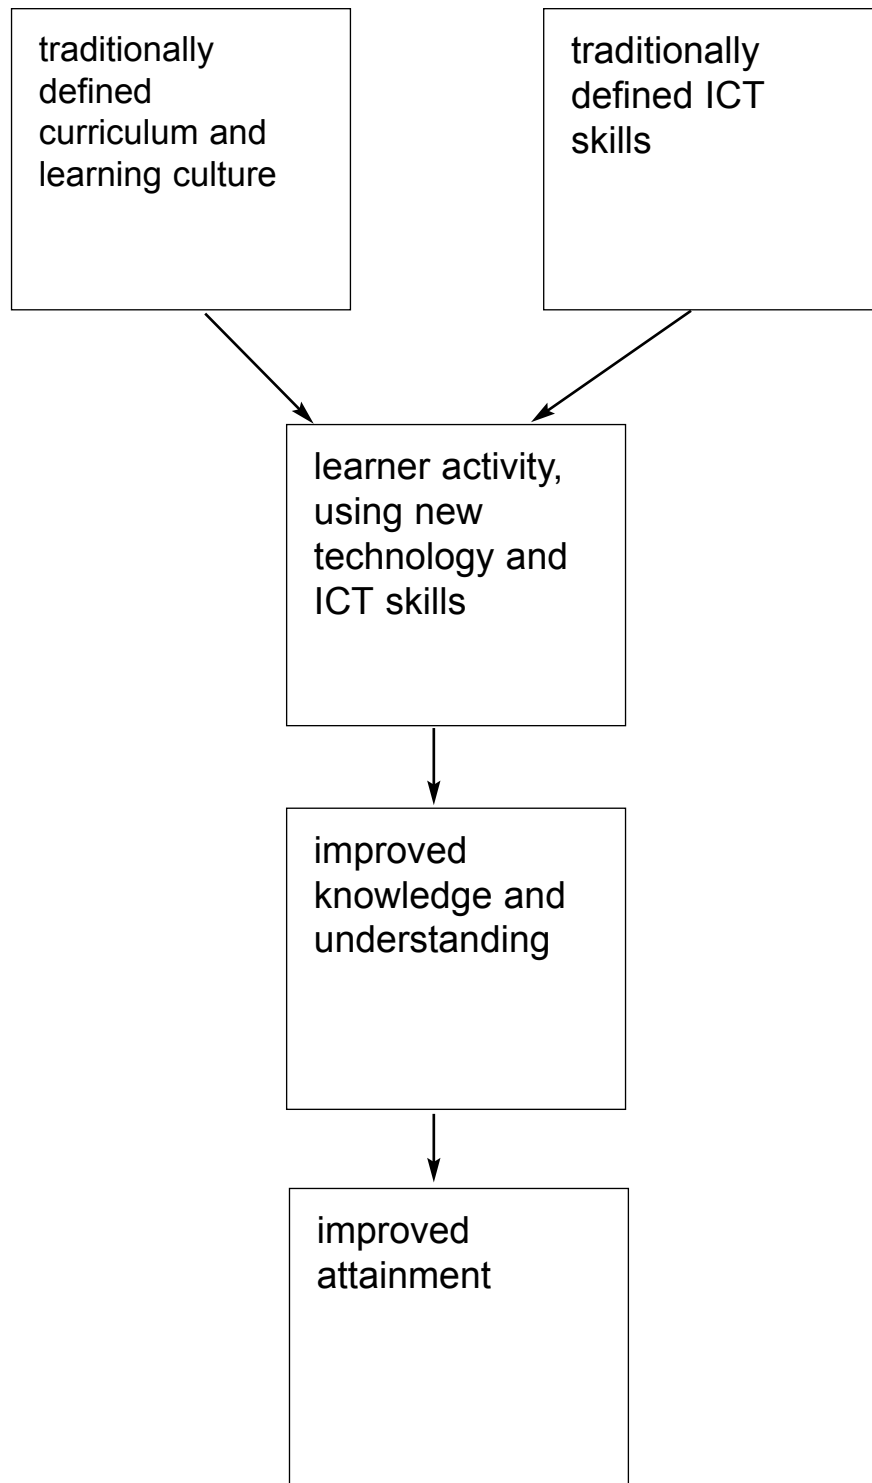 traditionally
defined
curriculum and
learning culture
traditionally
defined ICT
skills
learner activity,
using new
technology and
ICT skills
improved
knowledge and
understanding
improved
attainment